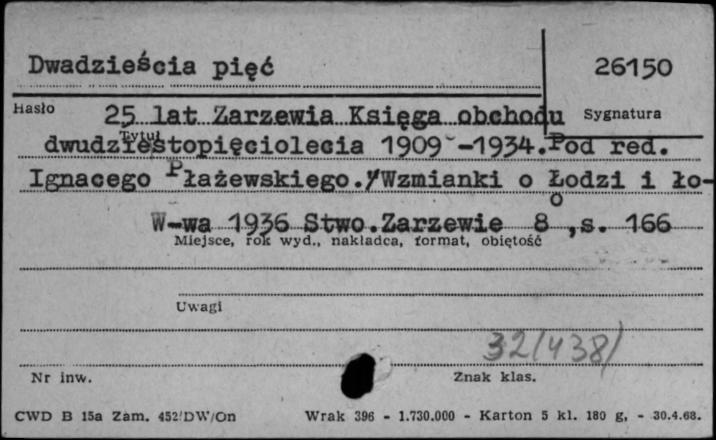 Dwadzieścia pięć
26150
Hasło
25 lat Zarzewia Księga obchodu
Sygnatura
Tytuł
dwudziestopięciolecia 1909 -1934.Pod red.
Ignacego Płażewskiego./Wzmianki o Łodzi i ło-
W-wa 1936 Stwo.Zarzewie 8o,s. 166
Miejsce, rok wyd., nakładca, format, objętość
Uwagi
32/438/
Nr inw.
Znak klas.
CWD B 15a Zam. 452/DW/On
Wrak 396 - 1.730.000 - Karton 5 kl. 180 g, - 30.4.68.